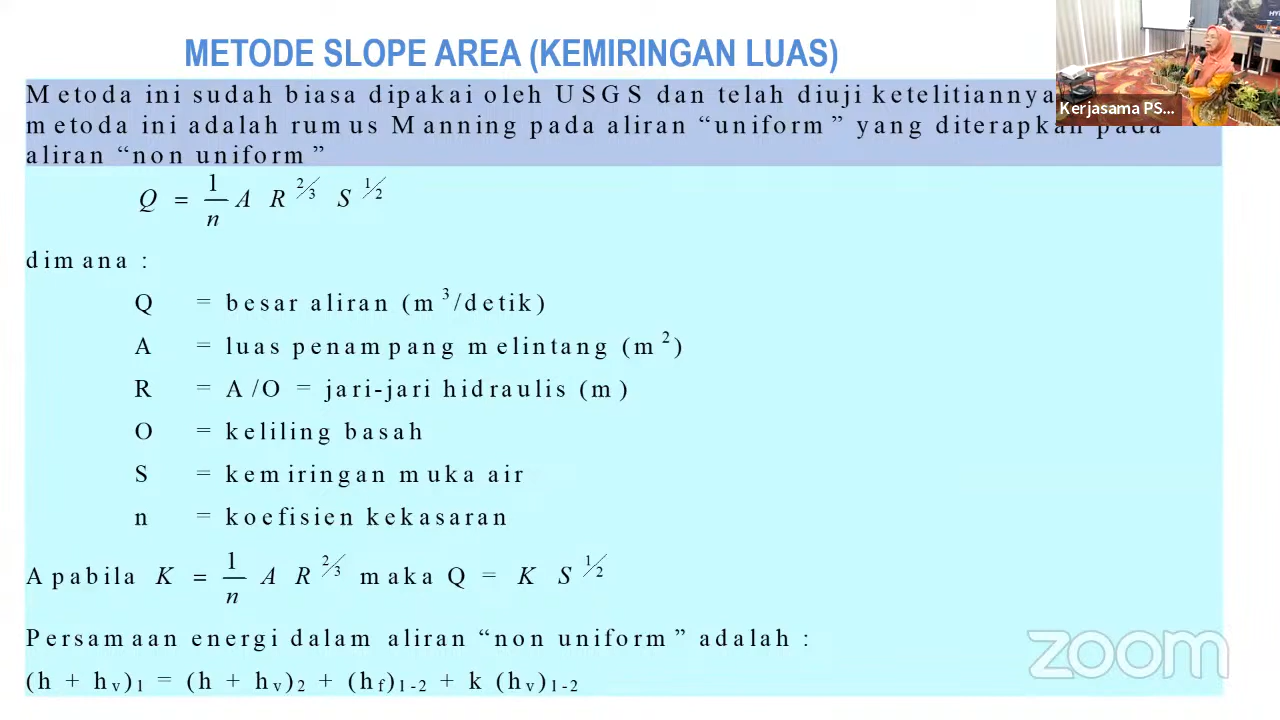 METODE SLOPE AREA (KEMIRINGAN LUAS)
Metoda ini sudah biasa dipakai oleh USGS dan telah diuji ketelitiannya
metoda ini adalah rumus Manning pada aliran “uniform” yang diterapkan pada
aliran “non uniform”
Q = 1/n A R 2/3 S 1/2
dimana :
Q = besar aliran (m3/detik)
A = luas penampang melintang (m2)
R = A/O = jari-jari hidraulis (m)
O = keliling basah
S = kemiringan muka air
n = koefisien kekasaran
Apabila K = 1/n A R 2/3 maka Q = K S 1/2
Persamaan energi dalam aliran “non uniform” adalah :
(h + hv)1 = (h + hv)2 + (hf)1-2 + k (hv)1-2
Kerjasama PS...
zoom